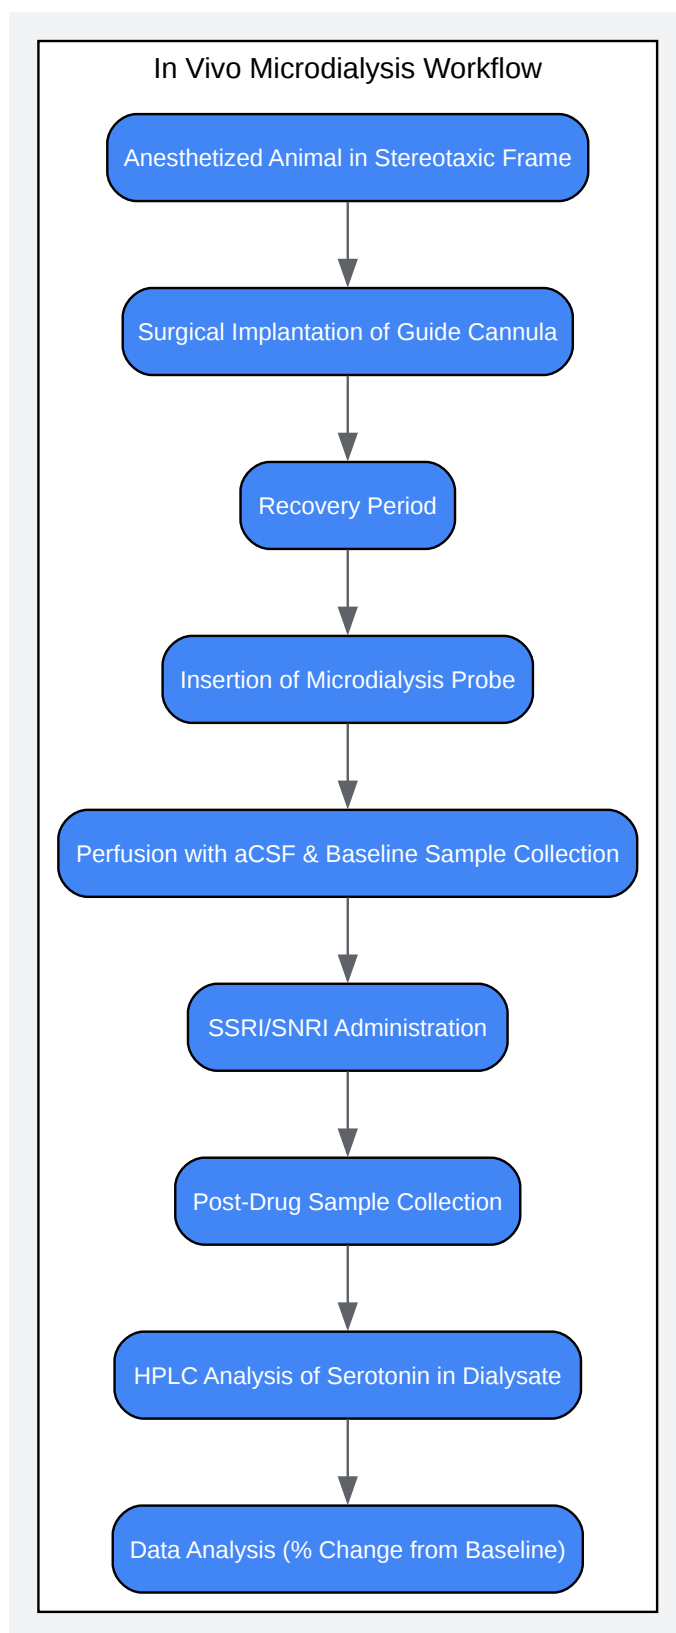 In Vivo Microdialysis Workflow
Anesthetized Animal in Stereotaxic Frame
Surgical Implantation of Guide Cannula
Recovery Period
Insertion of Microdialysis Probe
Perfusion with aCSF & Baseline Sample Collection
SSRI/SNRI Administration
Post-Drug Sample Collection
HPLC Analysis of Serotonin in Dialysate
Data Analysis (% Change from Baseline)